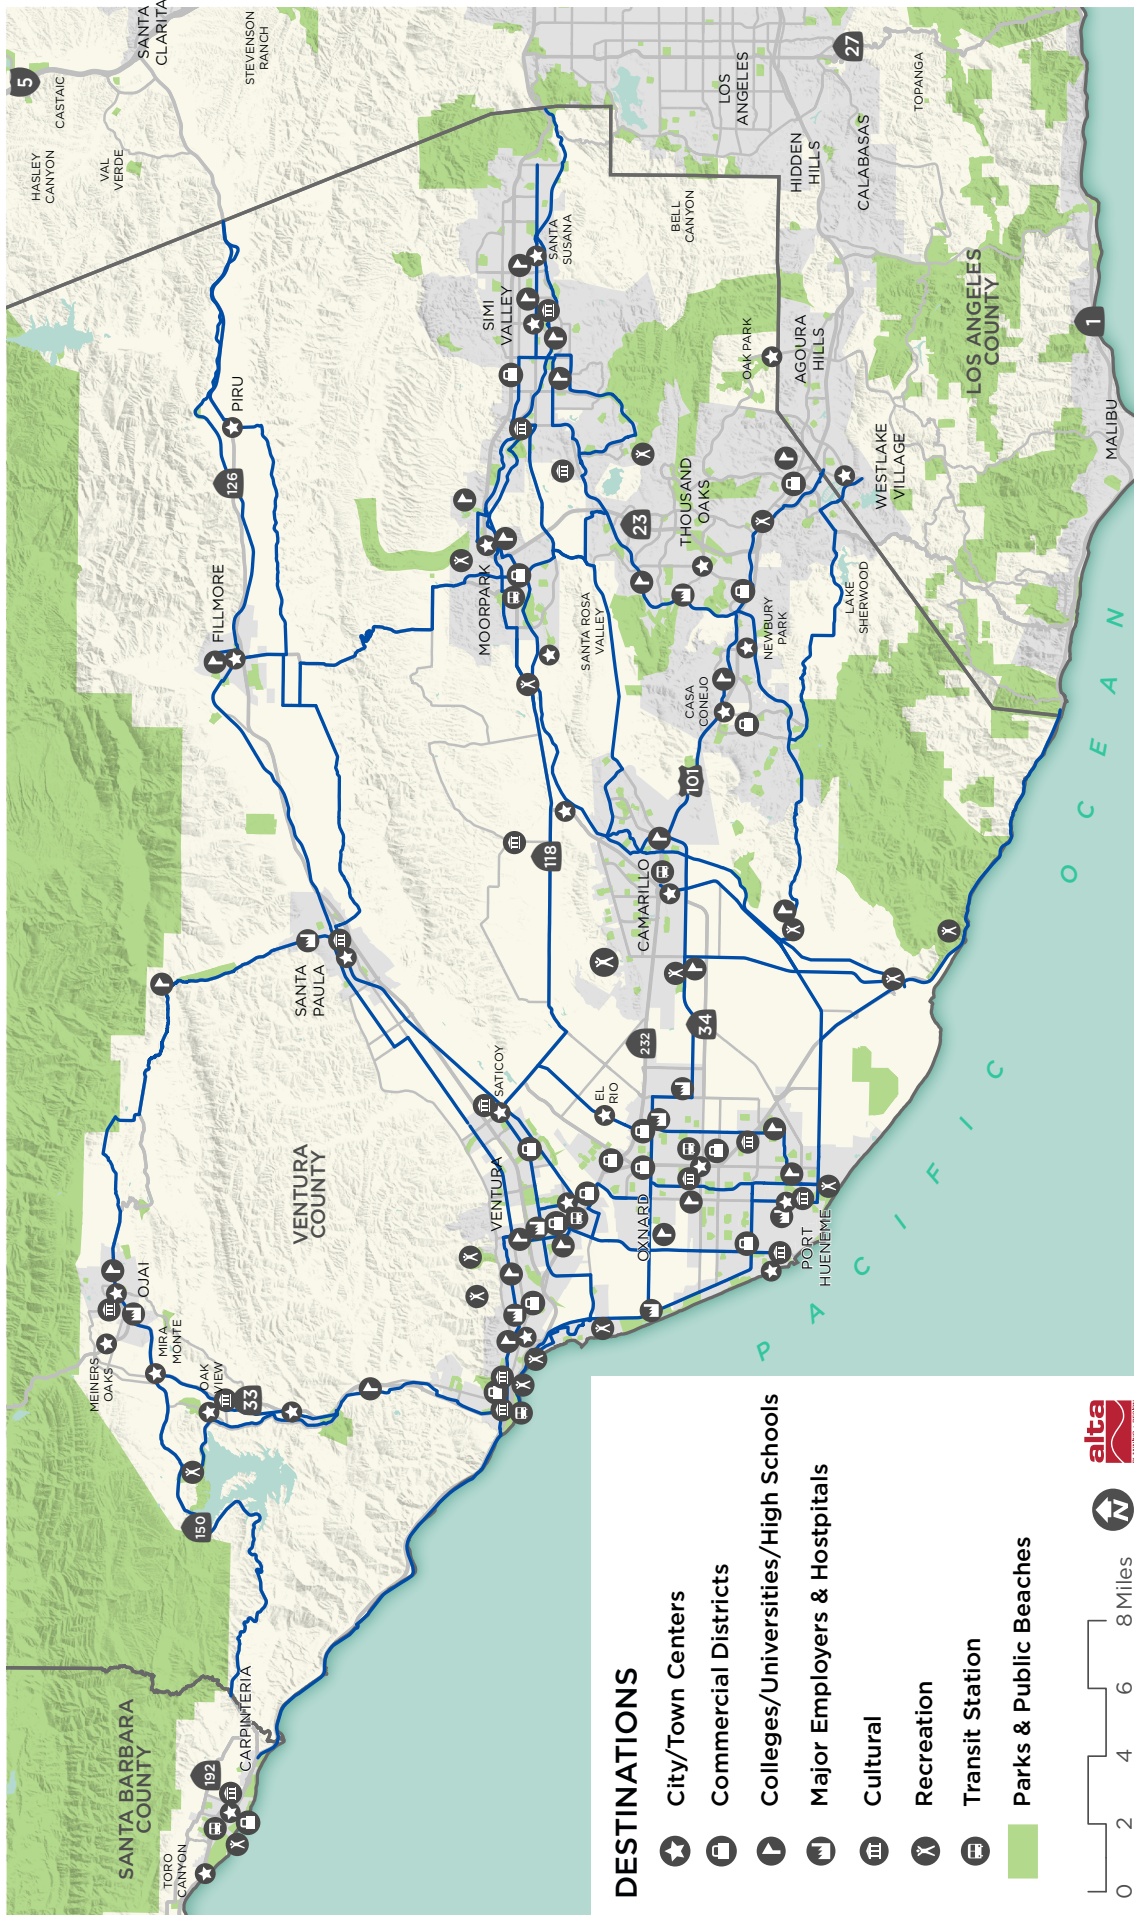 SANTA BARBARA
COUNTY
TORO
CANYON
192
CARPINTERIA
150
MEINERS
OAKS
MIRA
MONTE
OAK
VIEW
33
OJAI
VENTURA
COUNTY
SANTA
PAULA
FILLMORE
126
PIRU
HASLEY
CANYON
VAL
VERDE
CASTAIC
5
SANTA
CLARITA
STEVENSON
RANCH
VENTURA
SATICOY
EL
RIO
OXNARD
PORT
HUENEME
232
34
CAMARILLO
118
101
MOORPARK
SANTA ROSA
VALLEY
CASA
CONEJO
NEWBURY
PARK
23
THOUSAND
OAKS
LAKE
SHERWOOD
SIMI
VALLEY
SANTA
SUSANA
BELL
CANYON
OAK PARK
AGOURA
HILLS
WESTLAKE
VILLAGE
HIDDEN
HILLS
CALABASAS
LOS
ANGELES
27
TOPANGA
LOS ANGELES
COUNTY
1
MALIBU
PACIFIC OCEAN
DESTINATIONS
City/Town Centers
Commercial Districts
Colleges/Universities/High Schools
Major Employers & Hostpitals
Cultural
Recreation
Transit Station
Parks & Public Beaches
0 2 4 6 8 Miles
N
alta